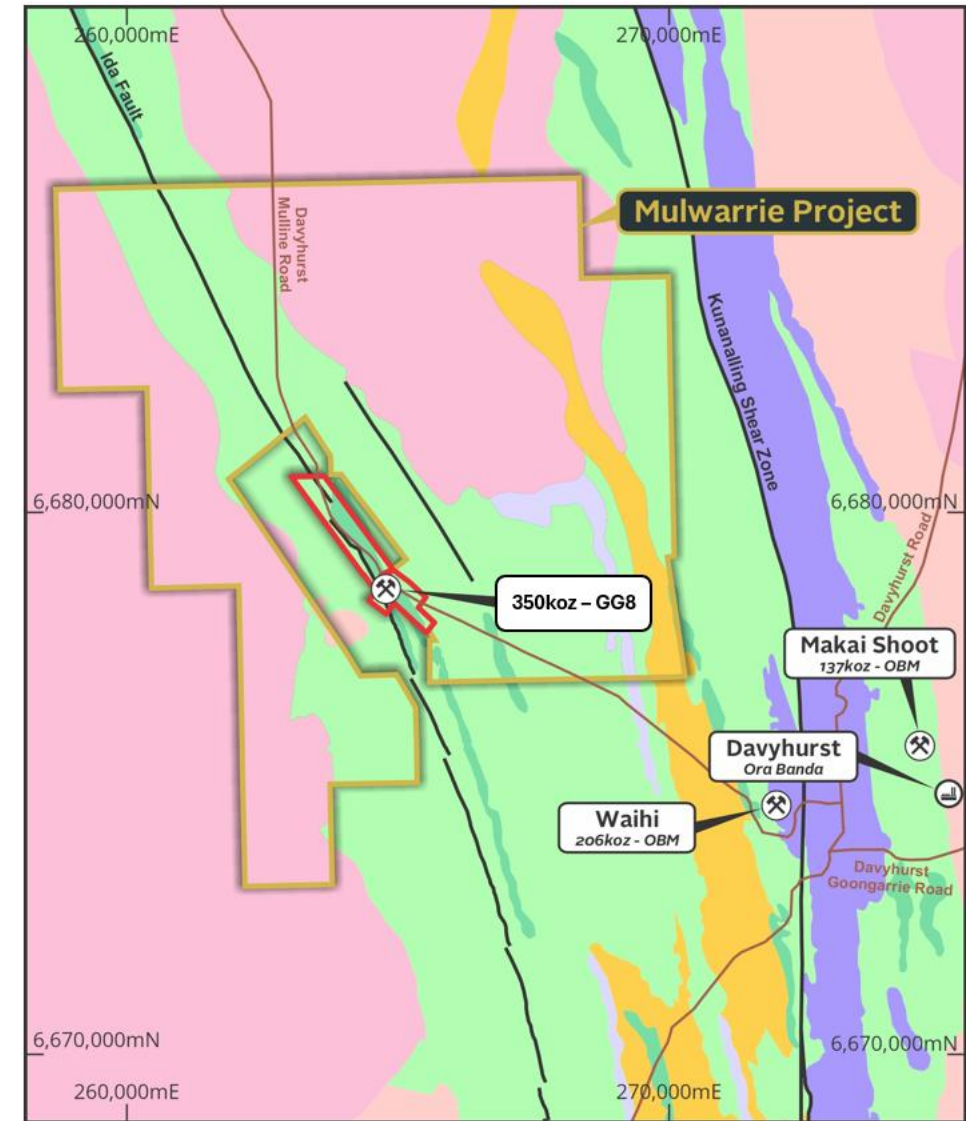 260,000mE
270,000mE
Ida Fault
Mulwarrie Project
Davyhurst
Mulline Road
Kunanalling Shear Zone
6,680,000mN
6,680,000mN
Davyhurst Road
350koz – GG8
Makai Shoot
137koz - OBM
Davyhurst
Ora Banda
Waihi
206koz - OBM
Davyhurst
Goongarrie Road
6,670,000mN
6,670,000mN
260,000mE
270,000mE